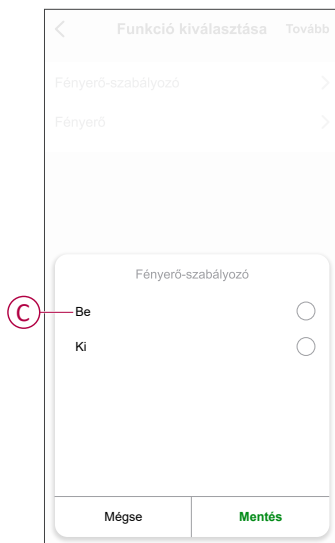 Funkció kiválasztása Tovább
Fényerő-szabályozó
Fényerő
Fényerő-szabályozó
C
Be
Ki
Mégse Mentés